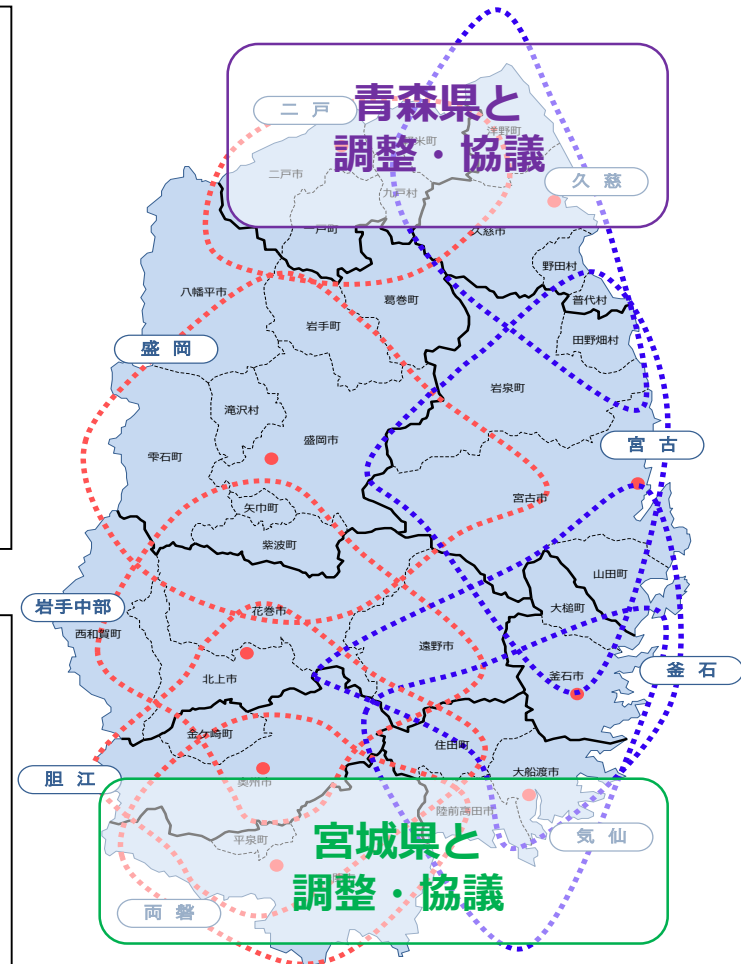 青森県と
調整・協議
二戸
洋野町
二戸市
九戸村
久慈
一戸町
久慈市
野田村
普代村
八幡平市
葛巻町
岩手町
田野畑村
盛岡
岩泉町
滝沢村
盛岡市
雫石町
宮古
宮古市
矢巾町
紫波町
山田町
大槌町
岩手中部
花巻市
西和賀町
遠野市
北上市
釜石市
釜石
金ケ崎町
住田町
大船渡市
胆江
奥州市
陸前高田市
平泉町
宮城県と
調整・協議
気仙
両磐